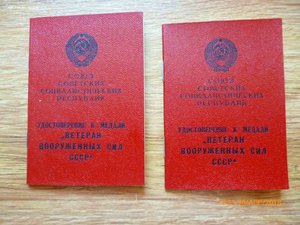 СОЮЗ
СОВЕТСКИХ
СОЦИАЛИСТИЧЕСКИХ
РЕСПУБЛИК
УДОСТОВЕРЕНИЕ К МЕДАЛИ
„ВЕТЕРАН
ВООРУЖЕННЫХ СИЛ
СССР"
СОЮЗ
СОВЕТСКИХ
СОЦИАЛИСТИЧЕСКИХ
РЕСПУБЛИК
УДОСТОВЕРЕНИЕ К МЕДАЛИ
„ВЕТЕРАН
ВООРУЖЕННЫХ СИЛ
СССР"